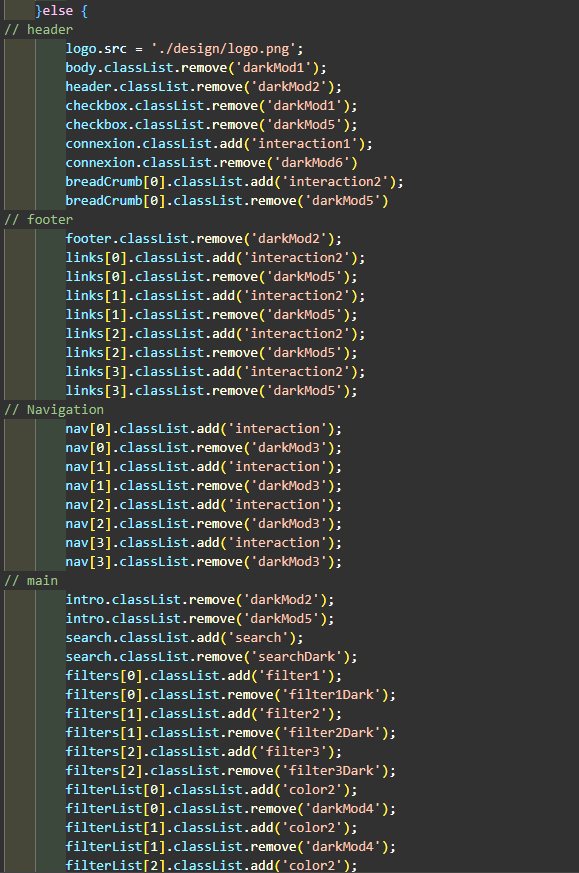 }else {
// header
logo.src = './design/logo.png';
body.classList.remove('darkMod1');
header.classList.remove('darkMod2');
checkbox.classList.remove('darkMod1');
checkbox.classList.remove('darkMod5');
connexion.classList.add('interaction1');
connexion.classList.remove('darkMod6')
breadCrumb[0].classList.add('interaction2');
breadCrumb[0].classList.remove('darkMod5')
// footer
footer.classList.remove('darkMod2');
links[0].classList.add('interaction2');
links[0].classList.remove('darkMod5');
links[1].classList.add('interaction2');
links[1].classList.remove('darkMod5');
links[2].classList.add('interaction2');
links[2].classList.remove('darkMod5');
links[3].classList.add('interaction2');
links[3].classList.remove('darkMod5');
// Navigation
nav[0].classList.add('interaction');
nav[0].classList.remove('darkMod3');
nav[1].classList.add('interaction');
nav[1].classList.remove('darkMod3');
nav[2].classList.add('interaction');
nav[2].classList.remove('darkMod3');
nav[3].classList.add('interaction');
nav[3].classList.remove('darkMod3');
// main
intro.classList.remove('darkMod2');
intro.classList.remove('darkMod5');
search.classList.add('search');
search.classList.remove('searchDark');
filters[0].classList.add('filter1');
filters[0].classList.remove('filter1Dark');
filters[1].classList.add('filter2');
filters[1].classList.remove('filter2Dark');
filters[2].classList.add('filter3');
filters[2].classList.remove('filter3Dark');
filterList[0].classList.add('color2');
filterList[0].classList.remove('darkMod4');
filterList[1].classList.add('color2');
filterList[1].classList.remove('darkMod4');
filterList[2].classList.add('color2');